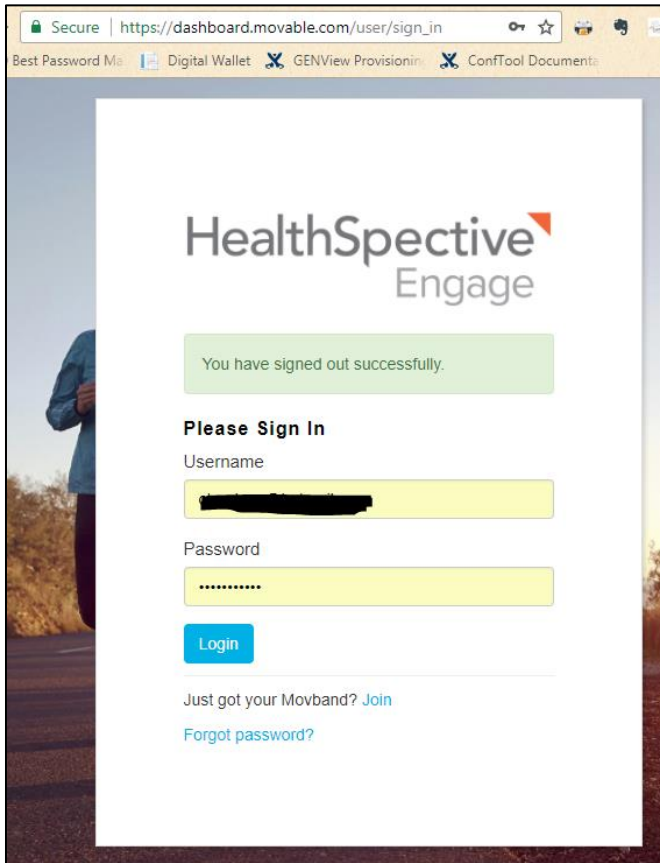 Secure | https://dashboard.movable.com/user/sign_in
Best Password Ma Digital Wallet GENView Provisionin ConfTool Documenta
HealthSpective
Engage
You have signed out successfully.
Please Sign In
Username
Password
•••••••••••
Login
Just got your Movband? Join
Forgot password?